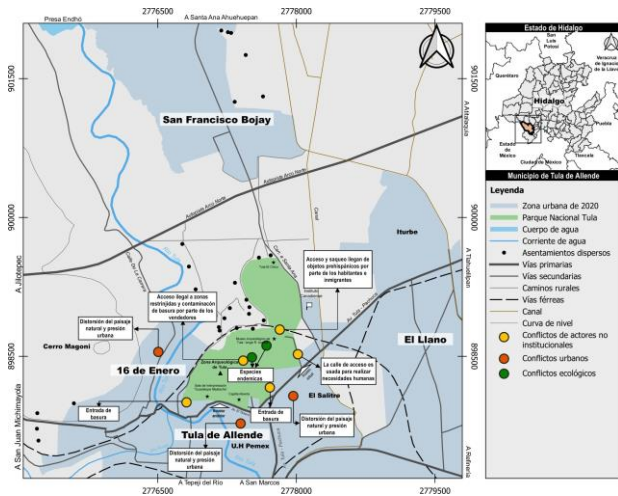 2776500
2778000
2779500
Presa Endhó
A Santa Ana Ahuehuepan
901500
901500
San Francisco Bojay
A Atitalaquia
Autopista Arco Norte
Autopista Arco Norte
Canal
900000
900000
Iturbe
A Tlahuelilpan
Acceso ilegal a zonas
restrinjidas y contaminación
de basura por parte de los
vendedores
Acceso y saqueo ilegan de
objetos prehispánicos por
parte de los habitantes e
inmigrantes
A Jilotepec
Distorsión del paisaje
natural y presión
urbana
Cerro Magoni
898500
898500
El Llano
16 de Enero
Zona Arqueológica
de Tula
Especies
endemicas
La calle de acceso es
usada para realizar
necesidades humanas
El Salitre
Entrada de
basura
Entrada de
basura
Distorsión del paisaje
natural y presión
urbana
Tula de Allende
U.H Pemex
Distorsión del paisaje
natural y presión
urbana
A San Juan Michimaloya
A Refinería
2776500
A Tepeji del Río
A San Marcos
2778000
2779500
Estado de Hidalgo
San
Luis
Potosí
Veracruz
de Ignacio
de la Llave
Querétaro
Hidalgo
Puebla
Estado
de
México
Tlaxcala
Ciudad de México
Municipio de Tula de Allende
Leyenda
Zona urbana de 2020
Parque Nacional Tula
Cuerpo de agua
Corriente de agua
Asentamientos dispersos
Vías primarias
Vías secundarias
Caminos rurales
Vías férreas
Canal
Curva de nivel
Conflictos de actores no
institucionales
Conflictos urbanos
Conflictos ecológicos